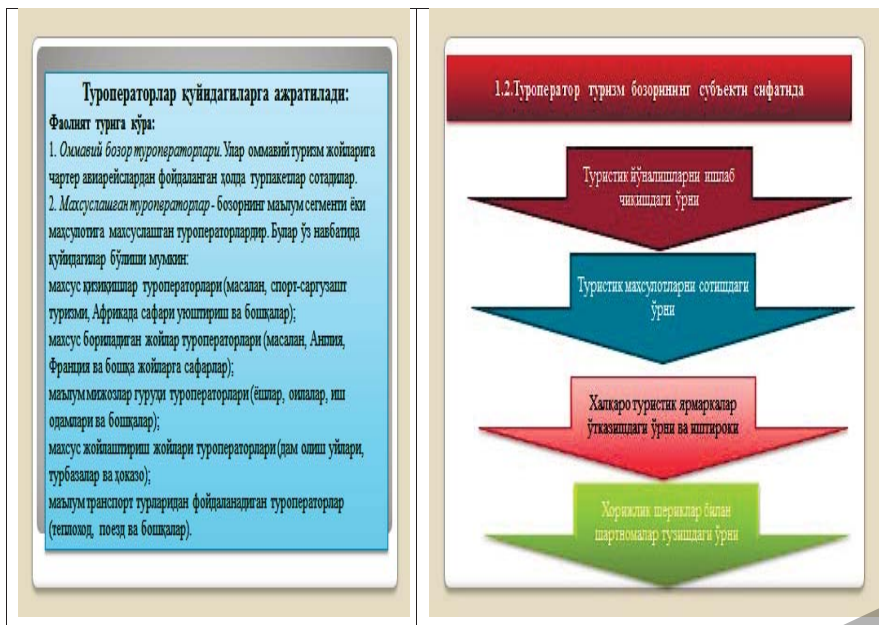 Туроператорлар қуйидагиларга ажратилади:
Фаолият турига кўра:
1. Оммавий бозор туроператорлари. Улар оммавий туризм жойларига
чартер авиарейслардан фойдаланган ҳолда турпакетлар сотадилар.
2. Махсуслашган туроператорлар - бозорнинг маълум сегменти ёки
маҳсулотига махсуслашган туроператорлардир. Булар ўз навбатида
қуйидагилар бўлиши мумкин:
махсус қизиқишлар туроператорлари (масалан, спорт-саргузашт
туризми, Африкада сафари уюштириш ва бошқалар);
махсус бориладиган жойлар туроператорлари (масалан, Англия,
Франция ва бошқа жойларга сафарлар);
маълум мижозлар гуруҳи туроператорлари (ёшлар, оилалар, иш
одамлари ва бошқалар);
махсус жойлаштириш жойлари туроператорлари (дам олиш уйлари,
турбазалар ва ҳоказо);
маълум транспорт турларидан фойдаланадиган туроператорлар
(теплоход, поезд ва бошқалар).
1.2.Туроператор туризм бозорининг субъекти сифатида
Туристик йўналишларни ишлаб
чиқишдаги ўрни
Туристик маҳсулотларни сотишдаги
ўрни
Халқаро туристик ярмаркалар
ўтказишдаги ўрни ва иштироки
Хорижлик шериклар билан
шартномалар тузишдаги ўрни